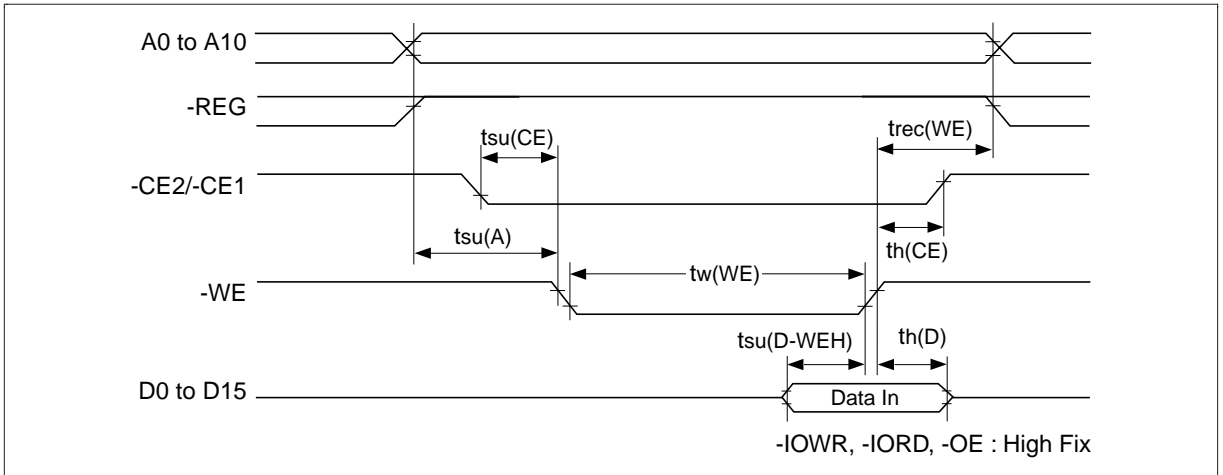 A0 to A10
-REG
tsu(CE)
trec(WE)
-CE2/-CE1
tsu(A)
th(CE)
tw(WE)
-WE
tsu(D-WEH)
th(D)
D0 to D15
Data In
-IOWR, -IORD, -OE : High Fix